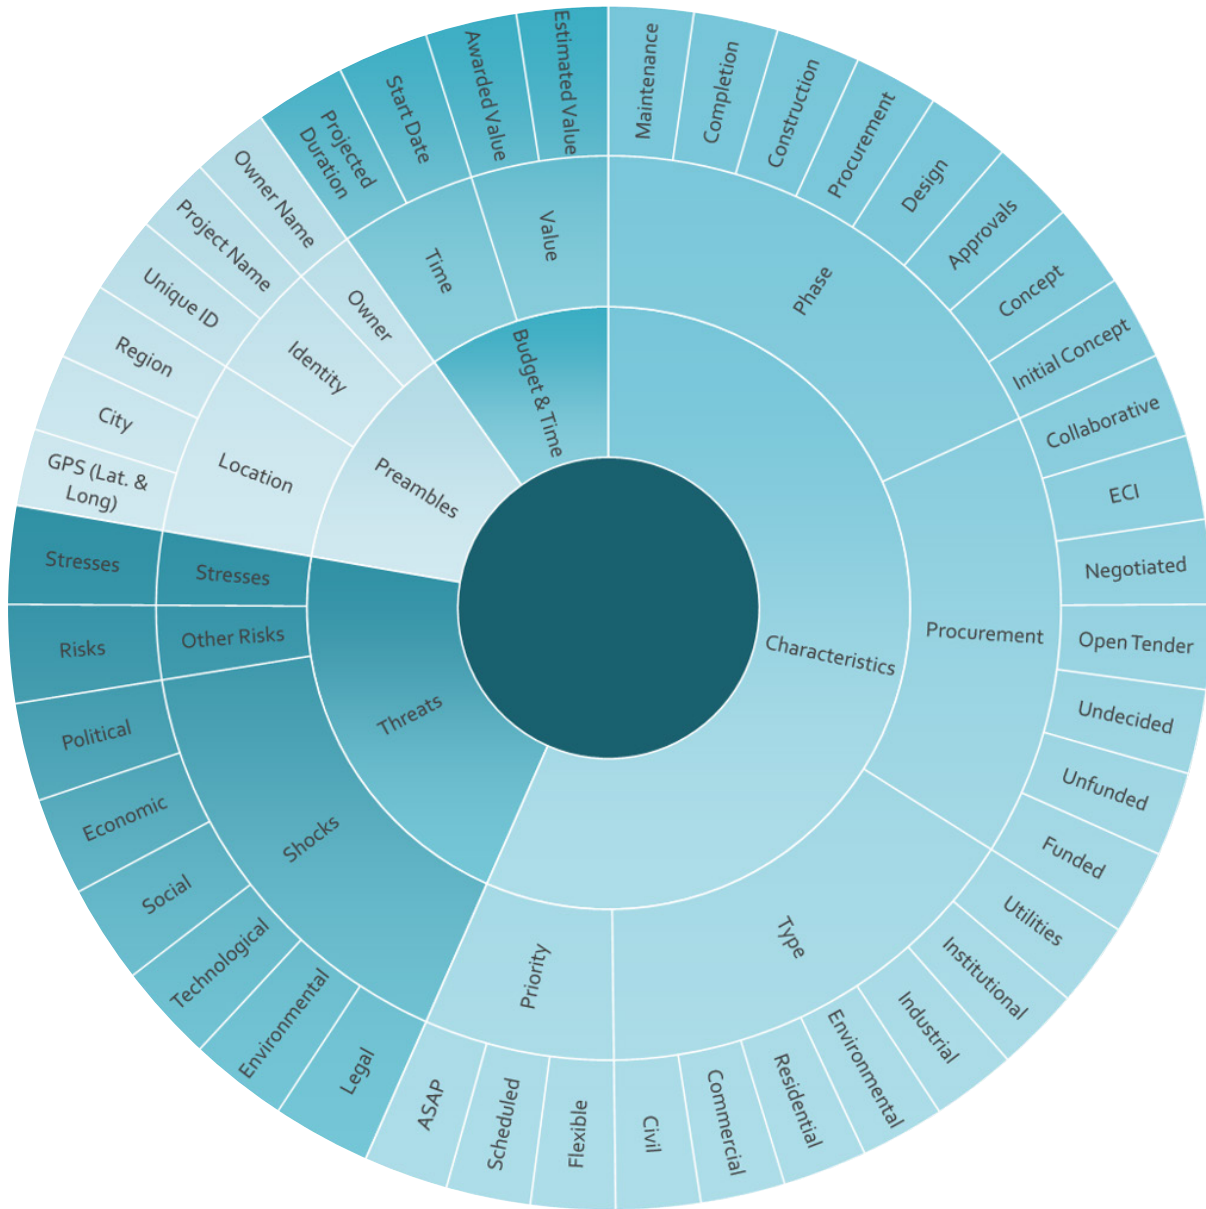 Maintenance
Completion
Construction
Procurement
Design
Approvals
Concept
Initial Concept
Collaborative
ECI
Negotiated
Open Tender
Undecided
Unfunded
Funded
Utilities
Institutional
Industrial
Environmental
Residential
Commercial
Civil
Flexible
Scheduled
ASAP
Legal
Environmental
Technological
Social
Economic
Political
Risks
Stresses
GPS (Lat. &
Long)
City
Region
Unique ID
Project Name
Owner Name
Projected
Duration
Start Date
Awarded Value
Estimated Value
Phase
Procurement
Type
Priority
Shocks
Other Risks
Stresses
Location
Identity
Owner
Time
Value
Characteristics
Threats
Preambles
Budget & Time